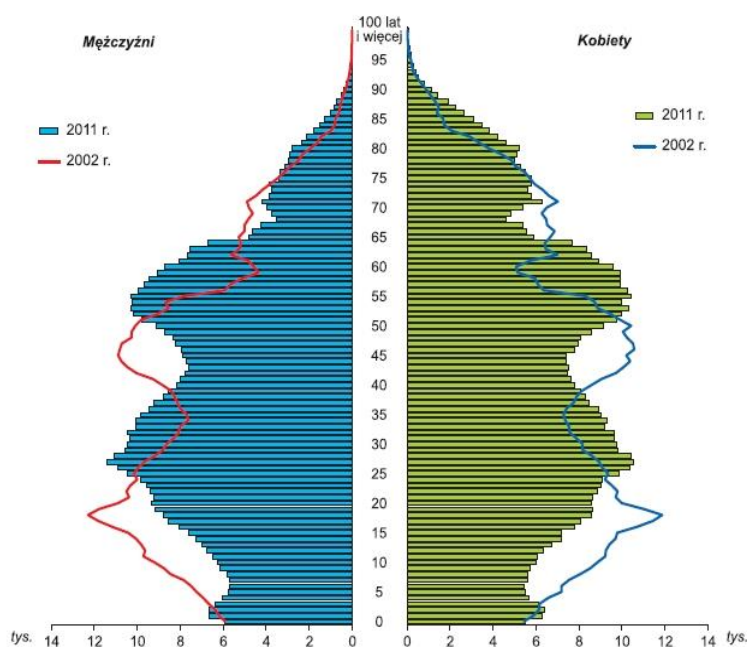 100 lat
i więcej
Mężczyźni
Kobiety
2011 r.
2002 r.
2011 r.
2002 r.
95
90
85
80
75
70
65
60
55
50
45
40
35
30
25
20
15
10
5
0
tys. 14 12 10 8 6 4 2 0
0 2 4 6 8 10 12 14 tys.